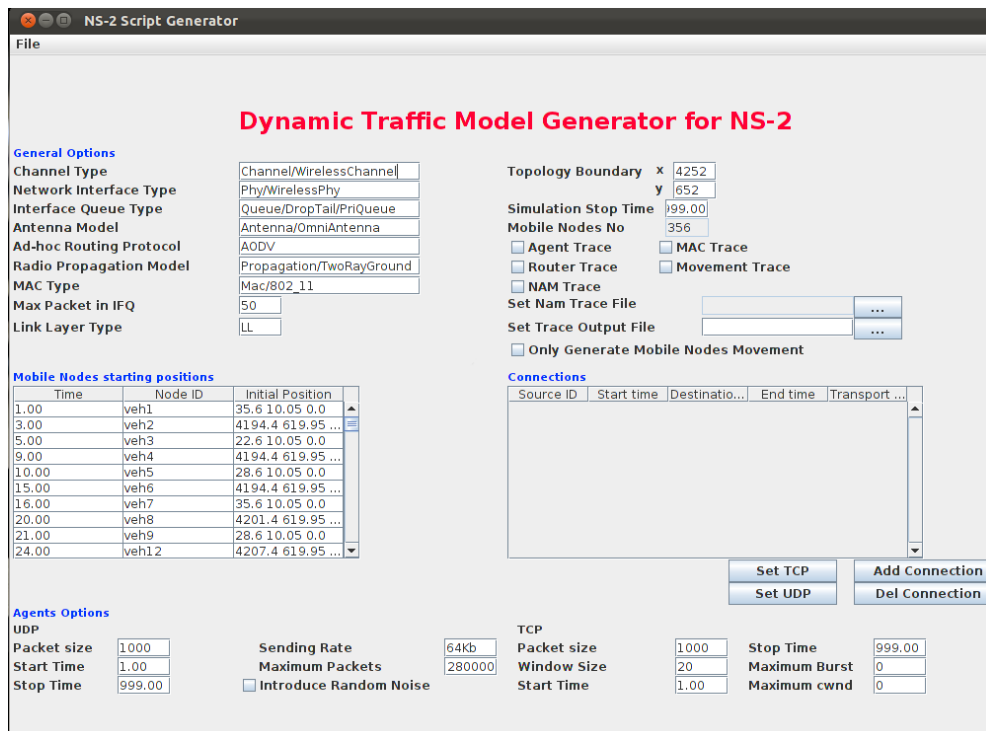 NS-2 Script Generator
File
Dynamic Traffic Model Generator for NS-2
General Options
Channel Type Channel/WirelessChannel
Network Interface Type Phy/WirelessPhy
Interface Queue Type Queue/DropTail/PriQueue
Antenna Model Antenna/OmniAntenna
Ad-hoc Routing Protocol AODV
Radio Propagation Model Propagation/TwoRayGround
MAC Type Mac/802_11
Max Packet in IFQ 50
Link Layer Type LL
Topology Boundary x 4252
y 652
Simulation Stop Time 999.00
Mobile Nodes No 356
Agent Trace MAC Trace
Router Trace Movement Trace
NAM Trace
Set Nam Trace File ...
Set Trace Output File ...
Only Generate Mobile Nodes Movement
Mobile Nodes starting positions
Time Node ID Initial Position
1.00 veh1 35.6 10.05 0.0
3.00 veh2 4194.4 619.95 ...
5.00 veh3 22.6 10.05 0.0
9.00 veh4 4194.4 619.95 ...
10.00 veh5 28.6 10.05 0.0
15.00 veh6 4194.4 619.95 ...
16.00 veh7 35.6 10.05 0.0
20.00 veh8 4201.4 619.95 ...
21.00 veh9 28.6 10.05 0.0
24.00 veh12 4207.4 619.95 ...
Connections
Source ID Start time Destinatio... End time Transport ...
Set TCP Add Connection
Set UDP Del Connection
Agents Options
UDP
Packet size 1000 Sending Rate 64Kb
Start Time 1.00 Maximum Packets 280000
Stop Time 999.00 Introduce Random Noise
TCP
Packet size 1000 Stop Time 999.00
Window Size 20 Maximum Burst 0
Start Time 1.00 Maximum cwnd 0